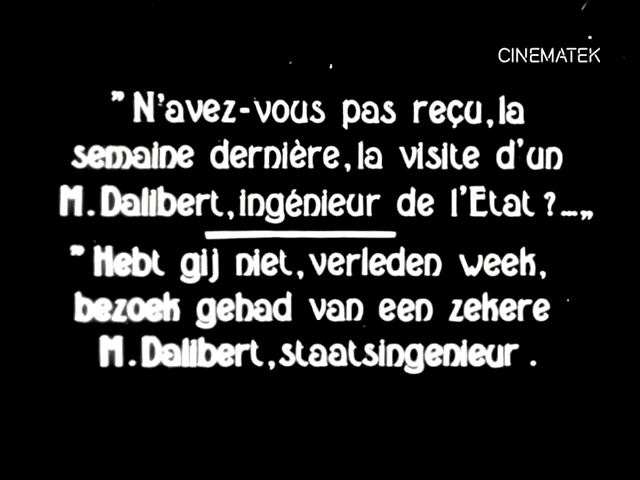 CINEMATEK
"N'avez-vous pas reçu, la
semaine dernière, la visite d'un
M. Dalibert, ingénieur de l'Etat ?...„
"Hebt gij niet, verleden week,
bezoek gehad van een zekere
M. Dalibert, staatsingenieur .